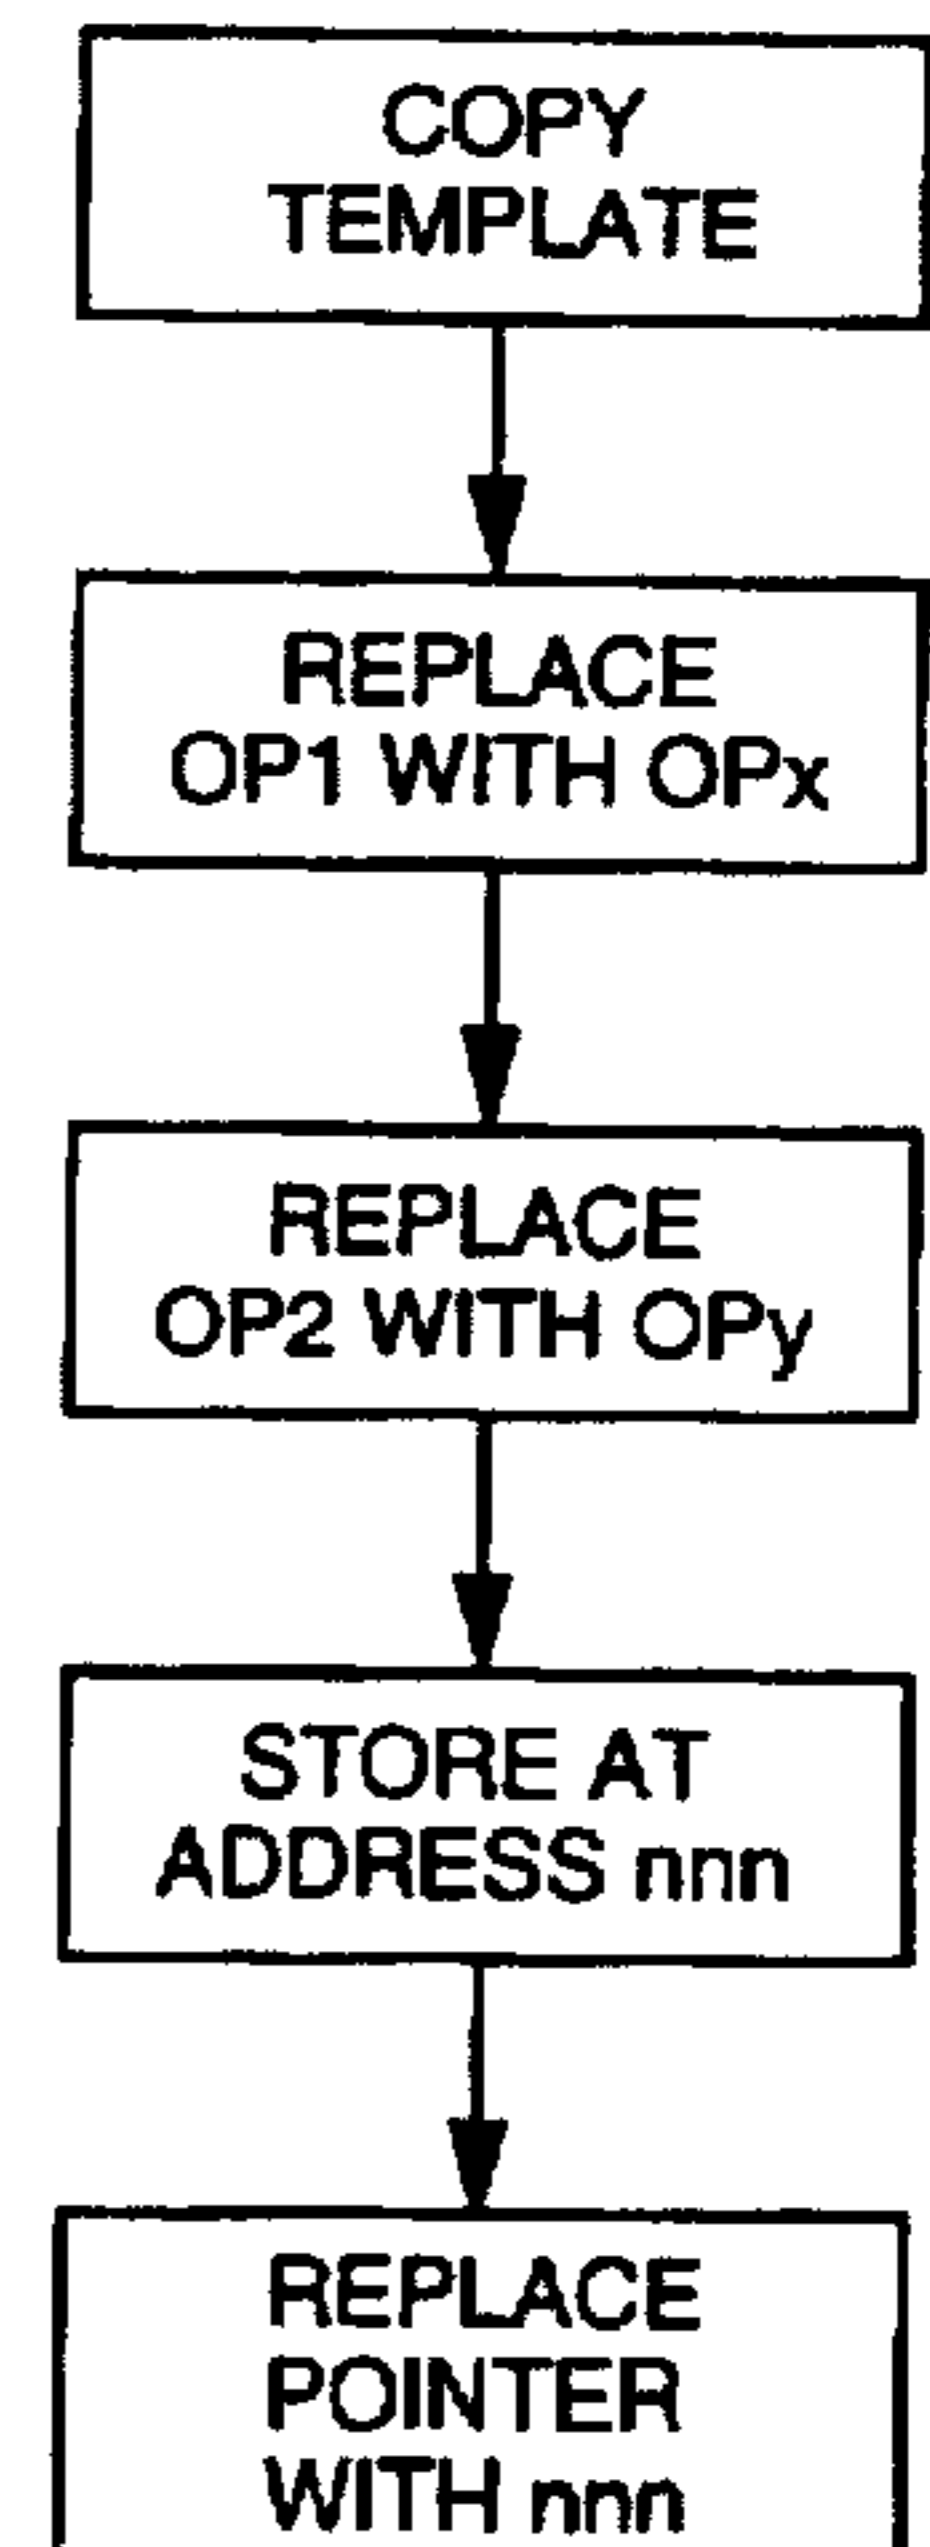 COPY
TEMPLATE
REPLACE
OP1 WITH OPx
REPLACE
OP2 WITH OPy
STORE AT
ADDRESS nnn
REPLACE
POINTER
WITH nnn